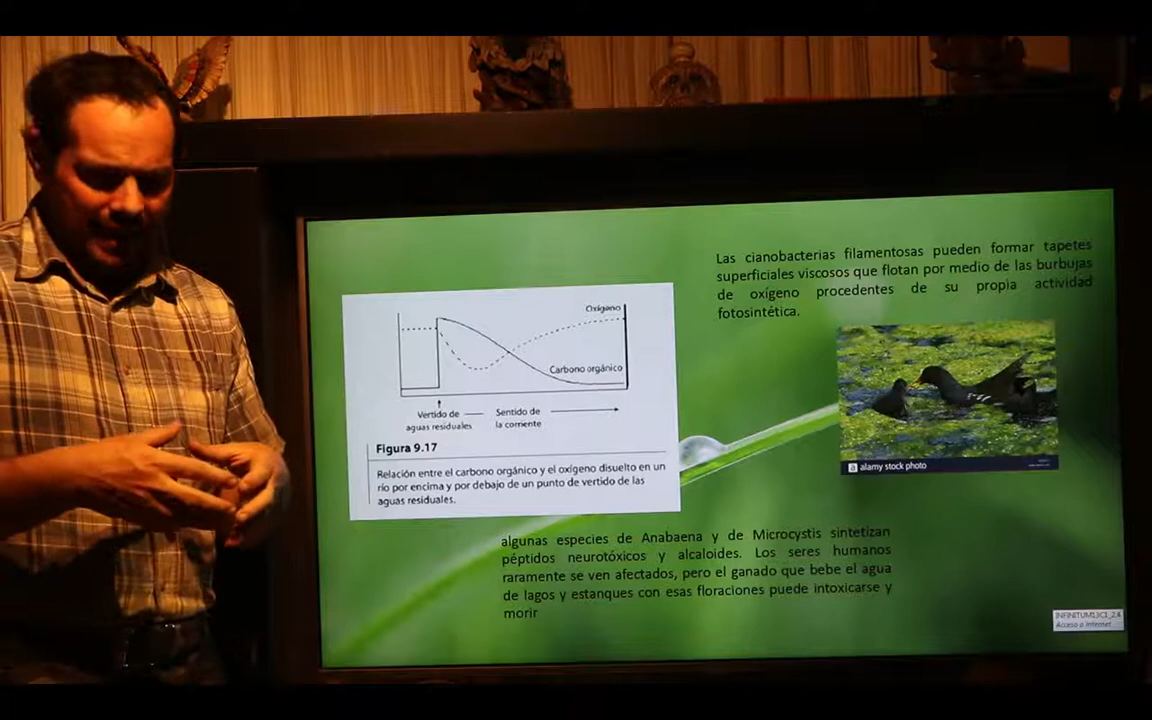 Las cianobacterias filamentosas pueden formar tapetes
superficiales viscosos que flotan por medio de las burbujas
de oxígeno procedentes de su propia actividad
fotosintética.
Oxígeno
Carbono orgánico
Vertido de
aguas residuales
Sentido de
la corriente
Figura 9.17
Relación entre el carbono orgánico y el oxígeno disuelto en un
río por encima y por debajo de un punto de vertido de las
aguas residuales.
a alamy stock photo
algunas especies de Anabaena y de Microcystis sintetizan
péptidos neurotóxicos y alcaloides. Los seres humanos
raramente se ven afectados, pero el ganado que bebe el agua
de lagos y estanques con esas floraciones puede intoxicarse y
morir
Acceso a Internet